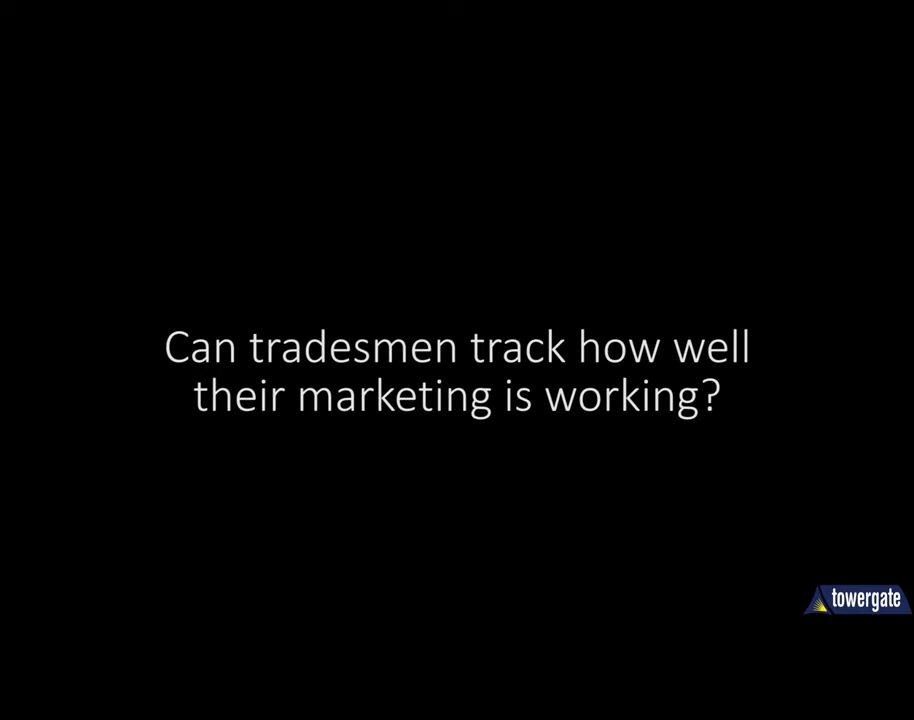 Can tradesmen track how well
their marketing is working?
towergate